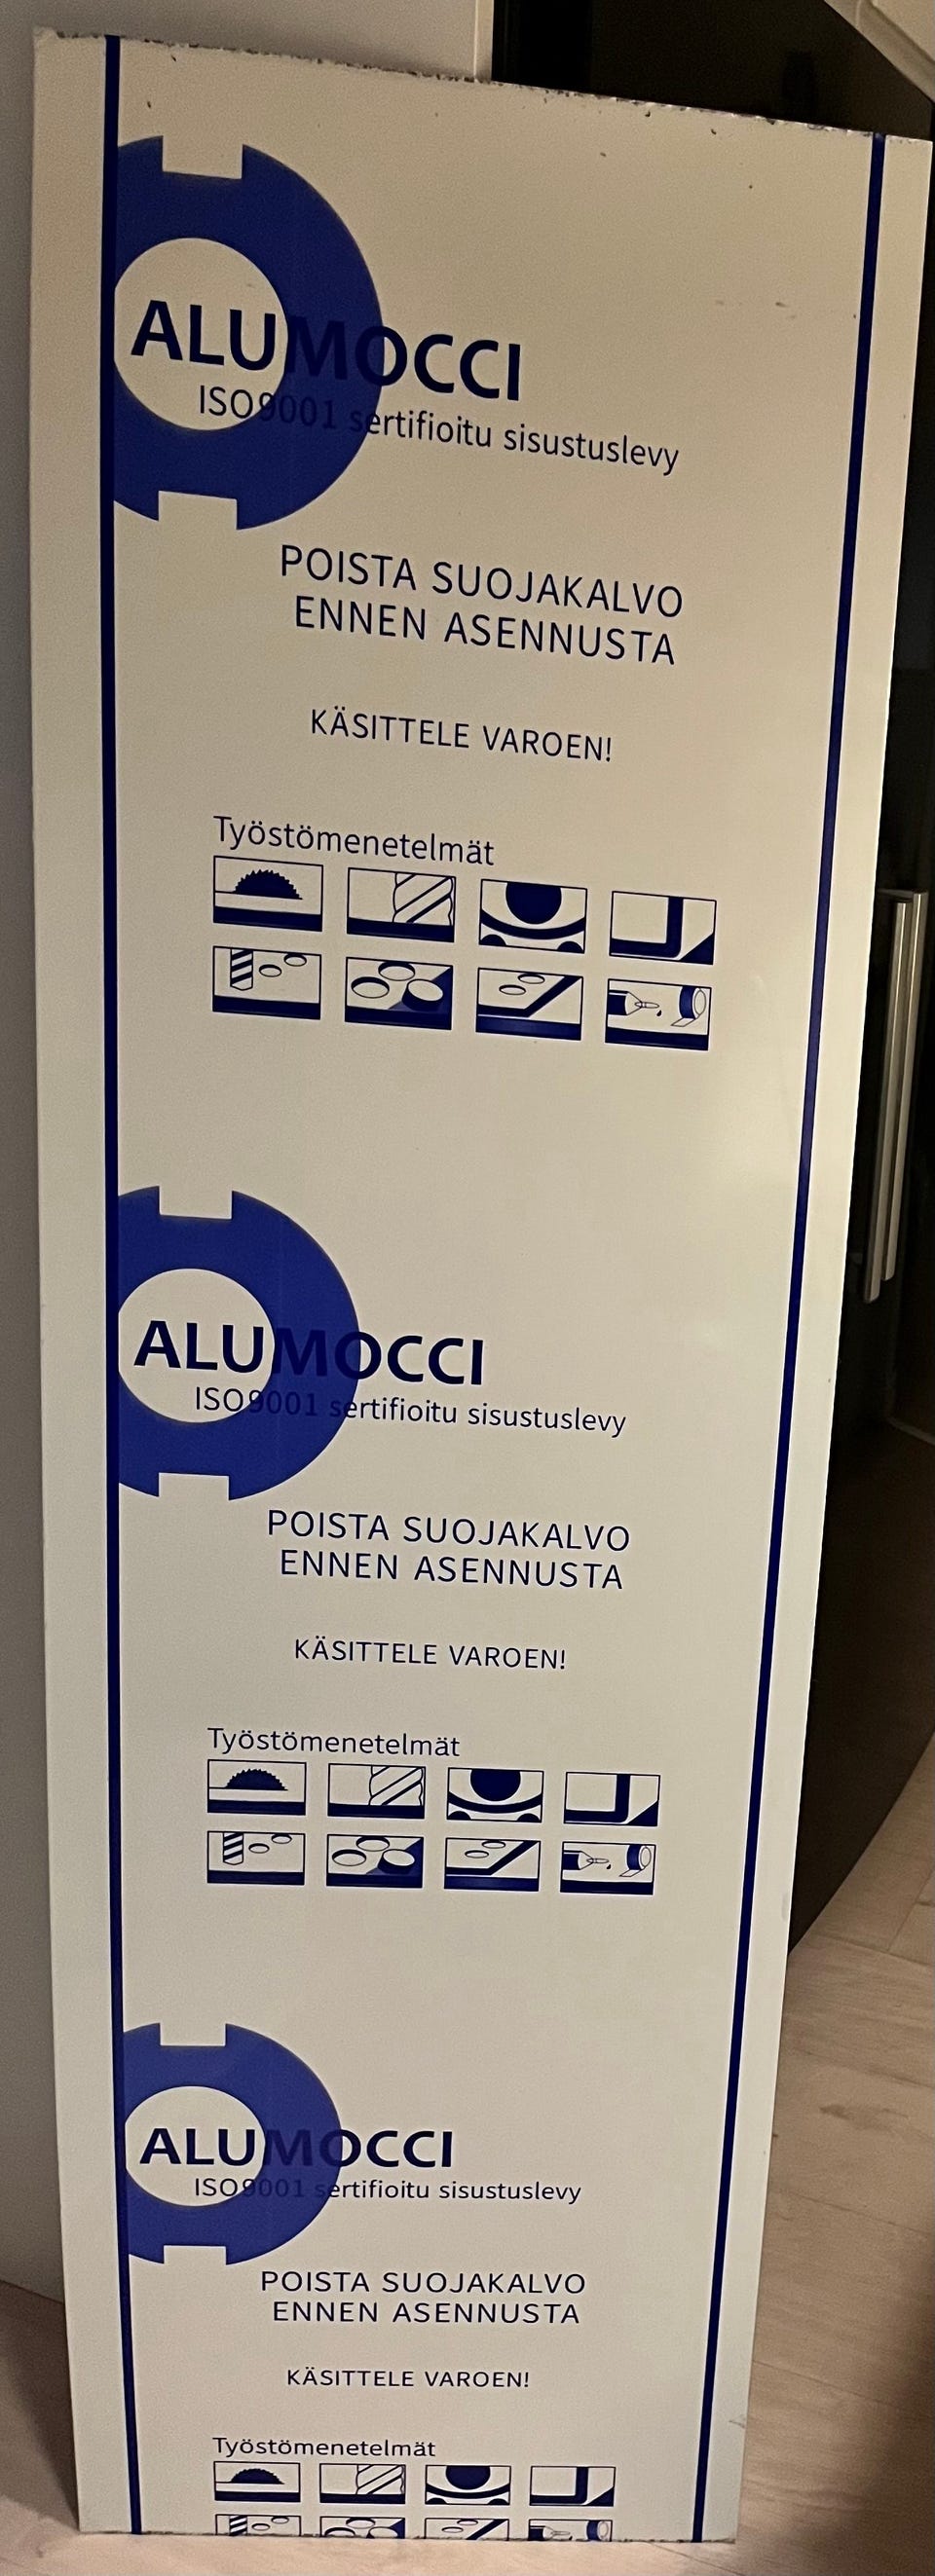 ALUMOCCI
ISO9001 sertifioitu sisustuslevy
POISTA SUOJAKALVO
ENNEN ASENNUSTA
KÄSITTELE VAROEN!
Työstömenetelmät
ALUMOCCI
ISO9001 sertifioitu sisustuslevy
POISTA SUOJAKALVO
ENNEN ASENNUSTA
KÄSITTELE VAROEN!
Työstömenetelmät
ALUMOCCI
ISO9001 sertifioitu sisustuslevy
POISTA SUOJAKALVO
ENNEN ASENNUSTA
KÄSITTELE VAROEN!
Työstömenetelmät